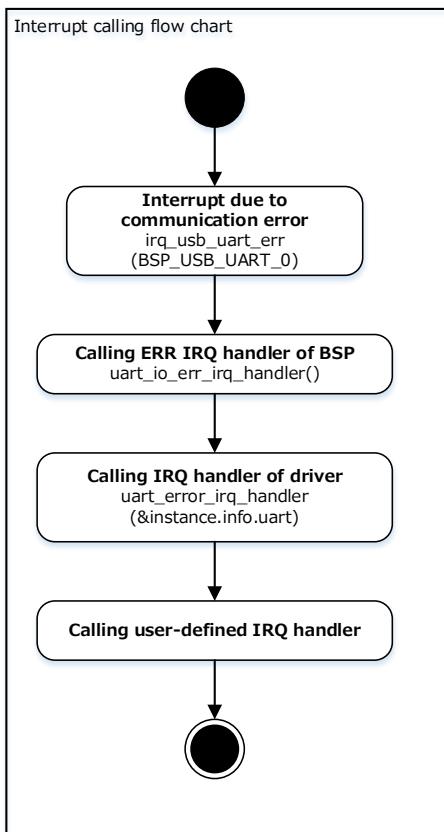 Interrupt calling flow chart
Interrupt due to
communication error
irq_usb_uart_err
(BSP_USB_UART_0)
Calling ERR IRQ handler of BSP
uart_io_err_irq_handler()
Calling IRQ handler of driver
uart_error_irq_handler
(&instance.info.uart)
Calling user-defined IRQ handler